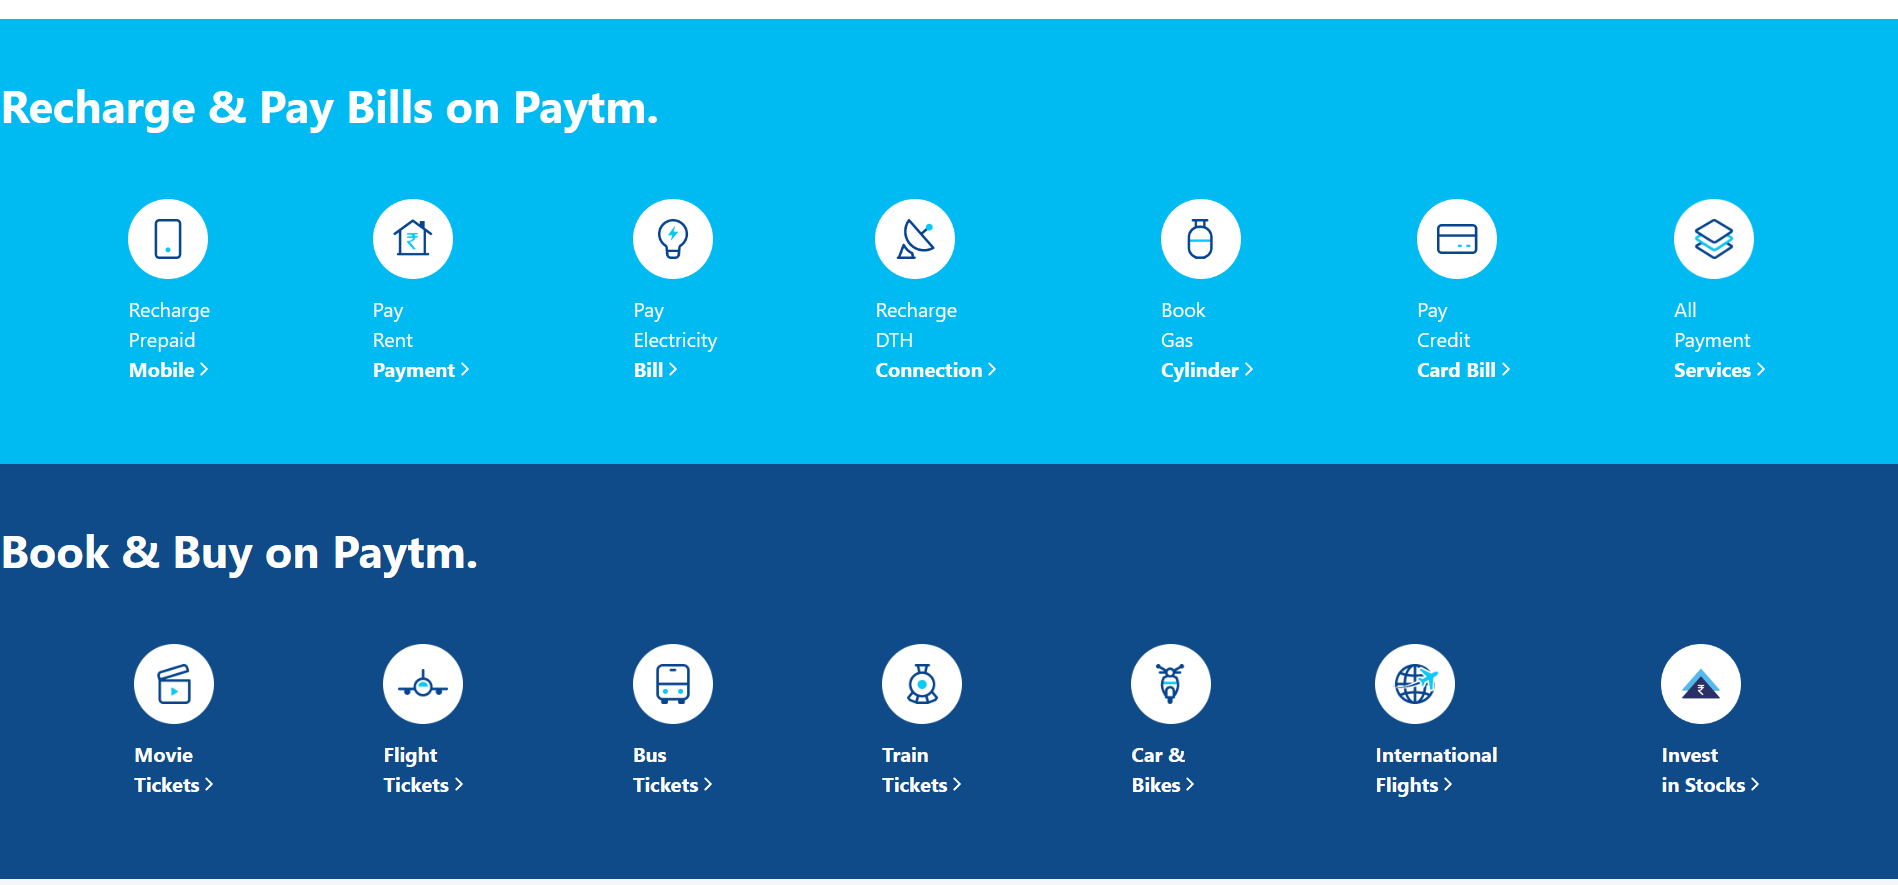 Recharge & Pay Bills on Paytm.
Recharge
Prepaid
Mobile
Pay
Rent
Payment
Pay
Electricity
Bill
Recharge
DTH
Connection
Book
Gas
Cylinder
Pay
Credit
Card Bill
All
Payment
Services
Book & Buy on Paytm.
Movie
Tickets
Flight
Tickets
Bus
Tickets
Train
Tickets
Car &
Bikes
International
Flights
Invest
in Stocks